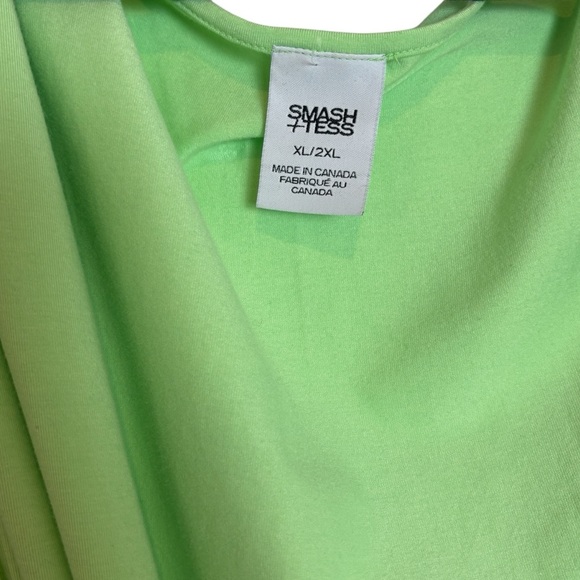 SMASH
+TESS
XL/2XL
MADE IN CANADA
FABRIQUÉ AU
CANADA